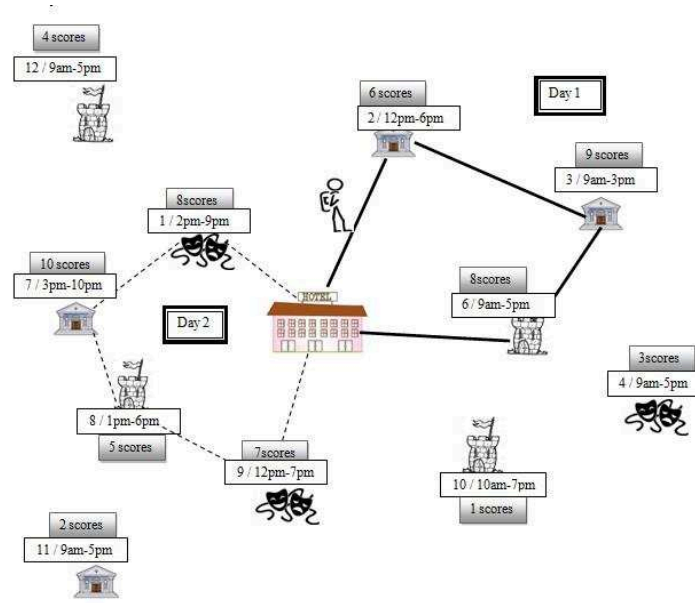 4 scores
12 / 9am-5pm
6 scores
2 / 12pm-6pm
Day 1
9 scores
3 / 9am-3pm
8scores
1 / 2pm-9pm
10 scores
7 / 3pm-10pm
Day 2
HOTEL
8scores
6 / 9am-5pm
3scores
4 / 9am-5pm
8 / 1pm-6pm
5 scores
7scores
9 / 12pm-7pm
10 / 10am-7pm
1 scores
2 scores
11 / 9am-5pm